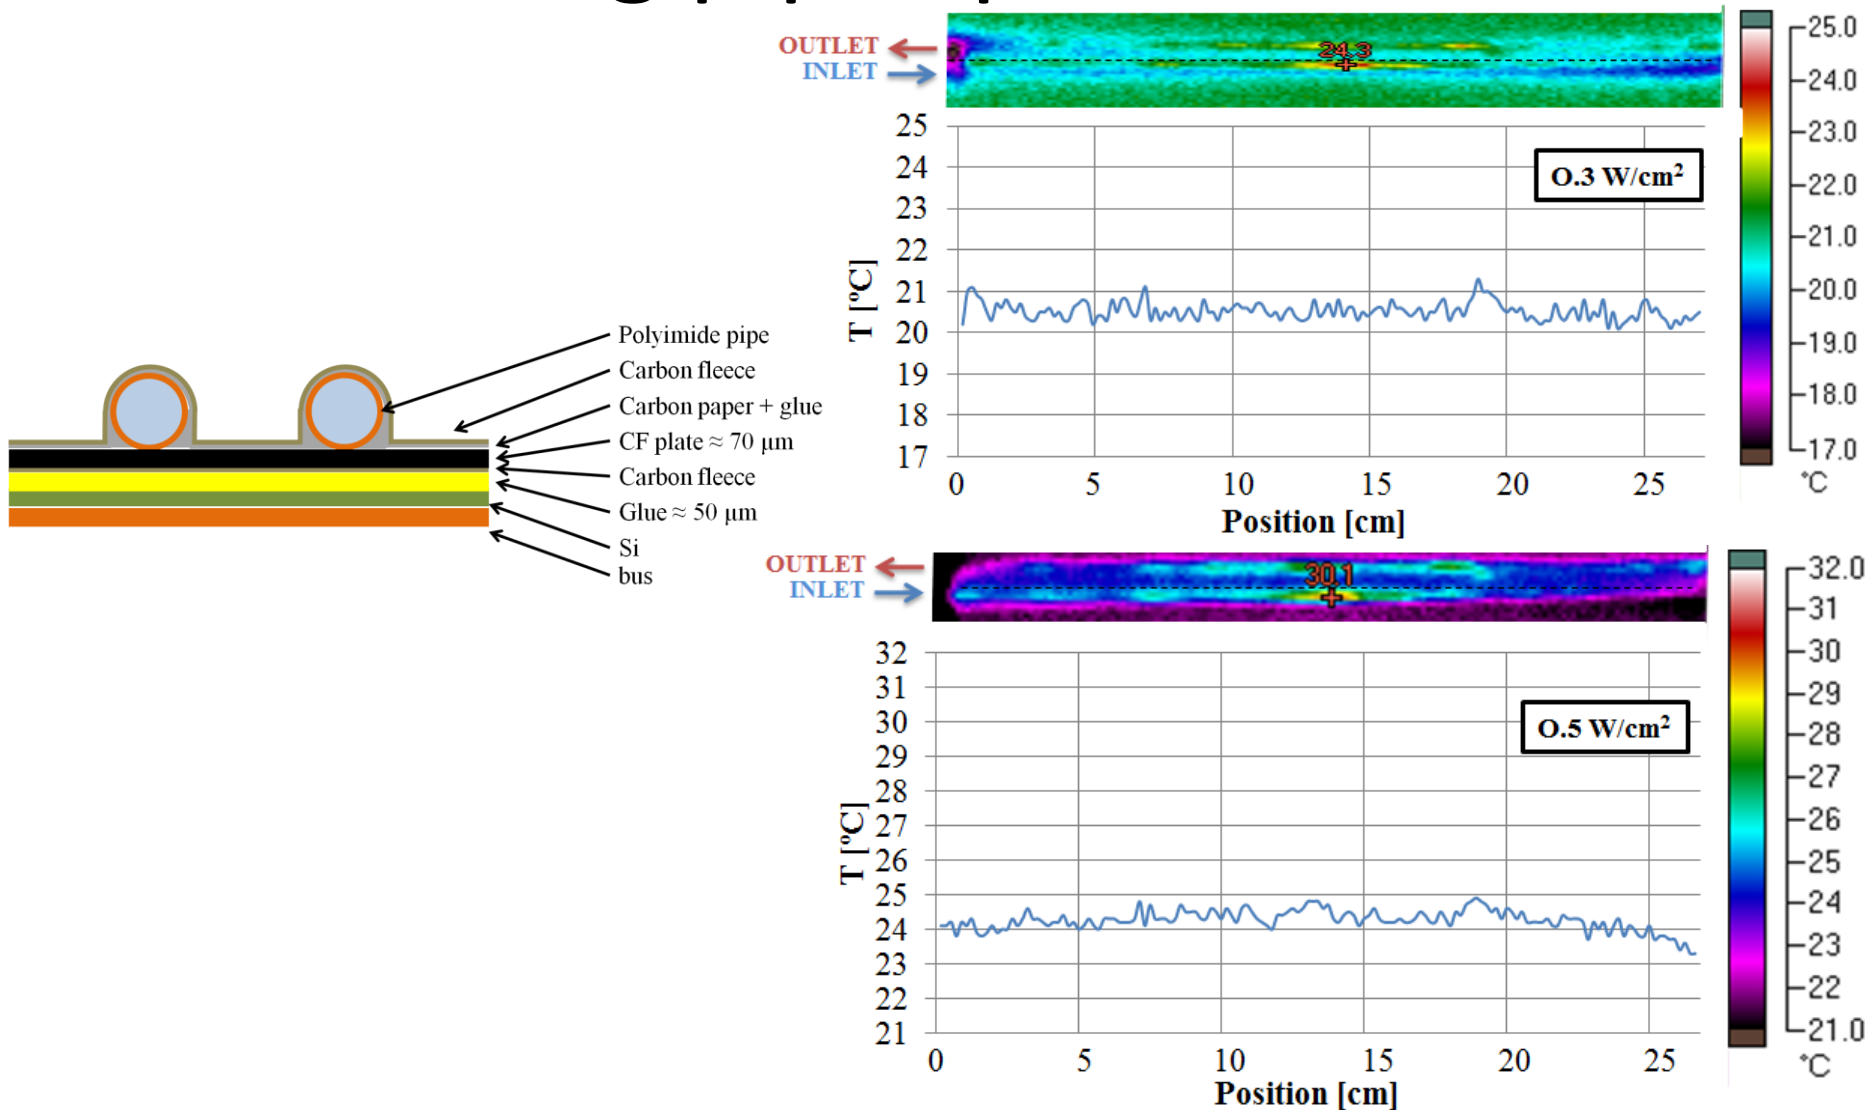 OUTLET
INLET
24.3
25.0
24.0
23.0
22.0
21.0
20.0
19.0
18.0
17.0
°C
25
24
23
22
21
20
19
18
17
T [ºC]
O.3 W/cm²
0 5 10 15 20 25
Position [cm]
Polyimide pipe
Carbon fleece
Carbon paper + glue
CF plate ≈ 70 μm
Carbon fleece
Glue ≈ 50 μm
Si
bus
OUTLET
INLET
30.1
32.0
31
30
29
28
27
26
25
24
23
22
21.0
°C
32
31
30
29
28
27
26
25
24
23
22
21
T [ºC]
O.5 W/cm²
0 5 10 15 20 25
Position [cm]